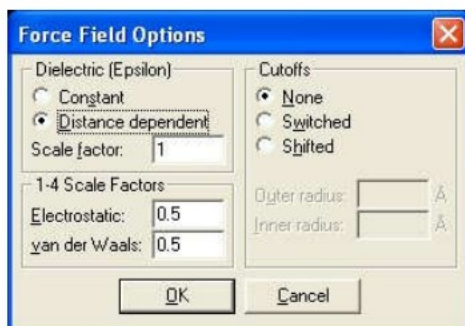 Force Field Options
Dielectric (Epsilon)
Constant
Distance dependent
Scale factor: 1
1-4 Scale Factors
Electrostatic: 0.5
van der Waals: 0.5
Cutoffs
None
Switched
Shifted
Outer radius: Å
Inner radius: Å
OK
Cancel